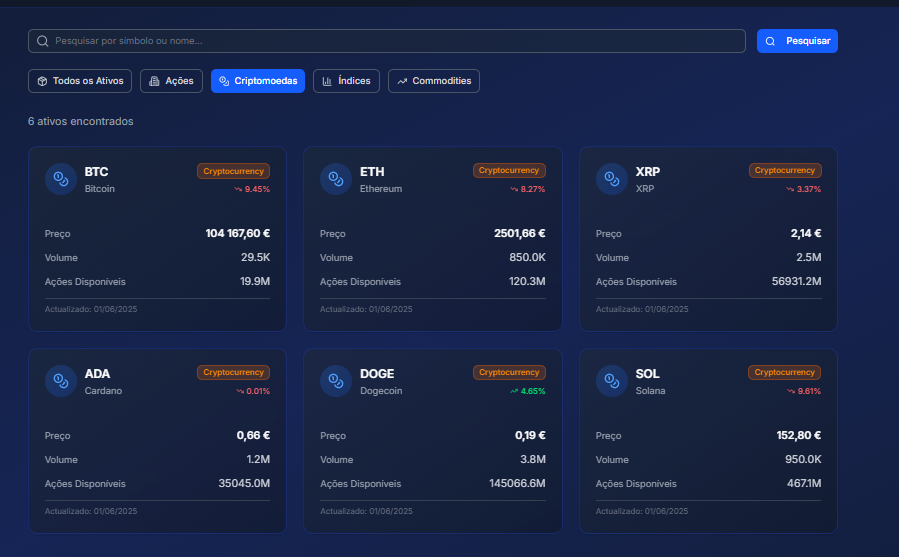 Pesquisar por símbolo ou nome...
Pesquisar
Todos os Ativos
Ações
Criptomoedas
Índices
Commodities
6 ativos encontrados
BTC
Cryptocurrency
Bitcoin
9.45%
Preço
104 167,60 €
Volume
29.5K
Ações Disponíveis
19.9M
Actualizado: 01/06/2025
ETH
Cryptocurrency
Ethereum
8.27%
Preço
2501,66 €
Volume
850.0K
Ações Disponíveis
120.3M
Actualizado: 01/06/2025
XRP
Cryptocurrency
XRP
3.37%
Preço
2,14 €
Volume
2.5M
Ações Disponíveis
56931.2M
Actualizado: 01/06/2025
ADA
Cryptocurrency
Cardano
0.01%
Preço
0,66 €
Volume
1.2M
Ações Disponíveis
35045.0M
Actualizado: 01/06/2025
DOGE
Cryptocurrency
Dogecoin
4.65%
Preço
0,19 €
Volume
3.8M
Ações Disponíveis
145066.6M
Actualizado: 01/06/2025
SOL
Cryptocurrency
Solana
9.61%
Preço
152,80 €
Volume
950.0K
Ações Disponíveis
467.1M
Actualizado: 01/06/2025